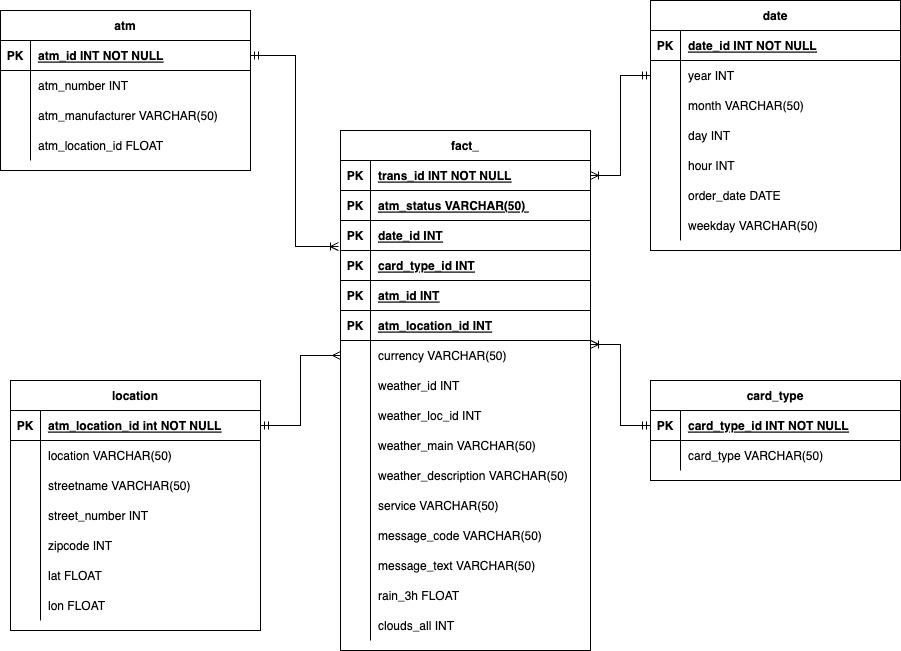 atm
PK atm_id INT NOT NULL
atm_number INT
atm_manufacturer VARCHAR(50)
atm_location_id FLOAT
date
PK date_id INT NOT NULL
year INT
month VARCHAR(50)
day INT
hour INT
order_date DATE
weekday VARCHAR(50)
fact_
PK trans_id INT NOT NULL
PK atm_status VARCHAR(50)
PK date_id INT
PK card_type_id INT
PK atm_id INT
PK atm_location_id INT
currency VARCHAR(50)
weather_id INT
weather_loc_id INT
weather_main VARCHAR(50)
weather_description VARCHAR(50)
service VARCHAR(50)
message_code VARCHAR(50)
message_text VARCHAR(50)
rain_3h FLOAT
clouds_all INT
location
PK atm_location_id int NOT NULL
location VARCHAR(50)
streetname VARCHAR(50)
street_number INT
zipcode INT
lat FLOAT
lon FLOAT
card_type
PK card_type_id INT NOT NULL
card_type VARCHAR(50)